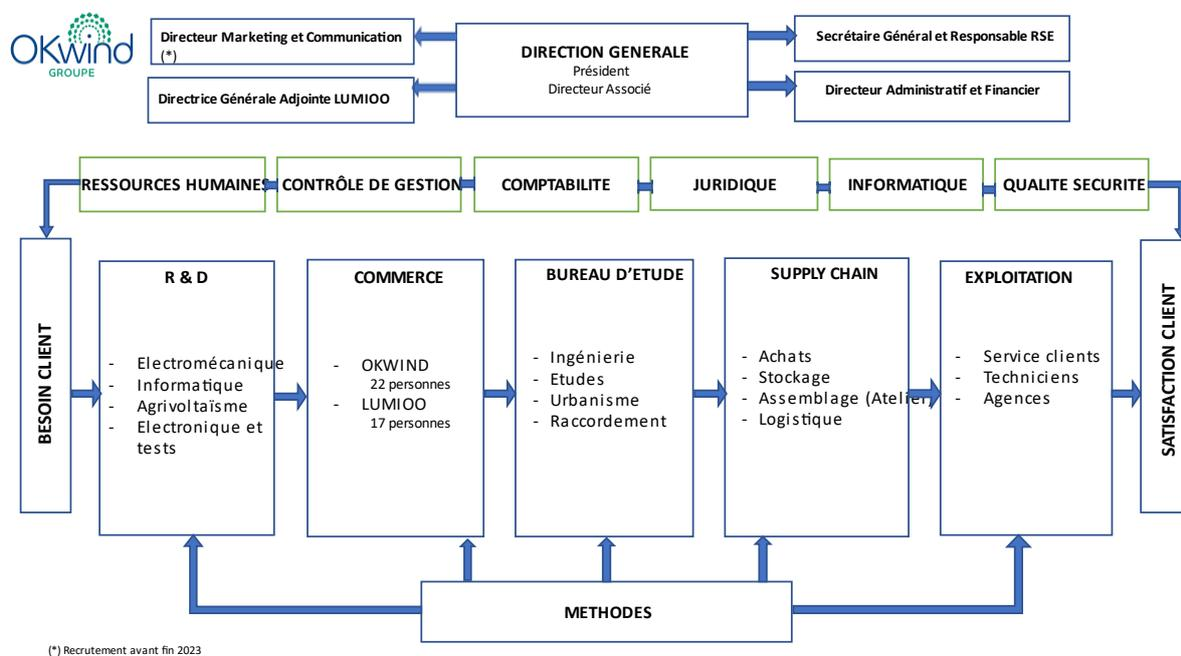 OKwind
GROUPE
Directeur Marketing et Communication
(*)
Directrice Générale Adjointe LUMIOO
DIRECTION GENERALE
Président
Directeur Associé
Secrétaire Général et Responsable RSE
Directeur Administratif et Financier
RESSOURCES HUMAINES
CONTRÔLE DE GESTION
COMPTABILITE
JURIDIQUE
INFORMATIQUE
QUALITE SECURITE
BESOIN CLIENT
R & D
- Electromécanique
- Informatique
- Agrivoltaïsme
- Electronique et
tests
COMMERCE
- OKWIND
22 personnes
- LUMIOO
17 personnes
BUREAU D’ETUDE
- Ingénierie
- Etudes
- Urbanisme
- Raccordement
SUPPLY CHAIN
- Achats
- Stockage
- Assemblage (Atelier)
- Logistique
EXPLOITATION
- Service clients
- Techniciens
- Agences
SATISFACTION CLIENT
METHODES
(*) Recrutement avant fin 2023